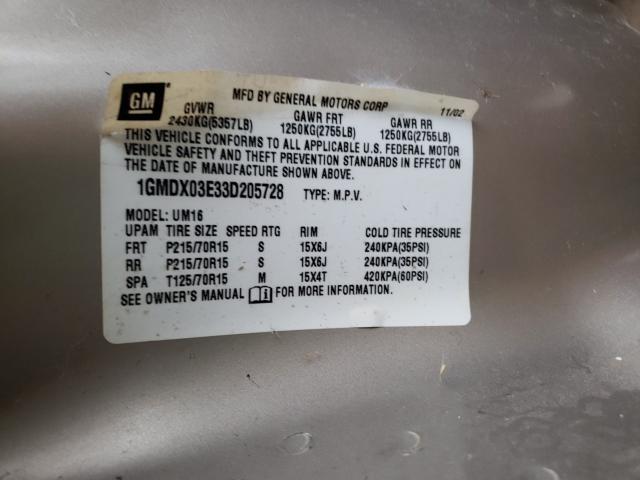 GM
MFD BY GENERAL MOTORS CORP 11/02
GVWR GAWR FRT GAWR RR
2430KG(5357LB) 1250KG(2755LB) 1250KG(2755LB)
THIS VEHICLE CONFORMS TO ALL APPLICABLE U.S. FEDERAL MOTOR
VEHICLE SAFETY AND THEFT PREVENTION STANDARDS IN EFFECT ON
THE DATE OF MANUFACTURE SHOWN ABOVE.
1GMDX03E33D205728 TYPE: M.P.V.
MODEL: UM16
UPAM TIRE SIZE SPEED RTG RIM COLD TIRE PRESSURE
FRT P215/70R15 S 15X6J 240KPA(35PSI)
RR P215/70R15 S 15X6J 240KPA(35PSI)
SPA T125/70R15 M 15X4T 420KPA(60PSI)
SEE OWNER'S MANUAL FOR MORE INFORMATION.